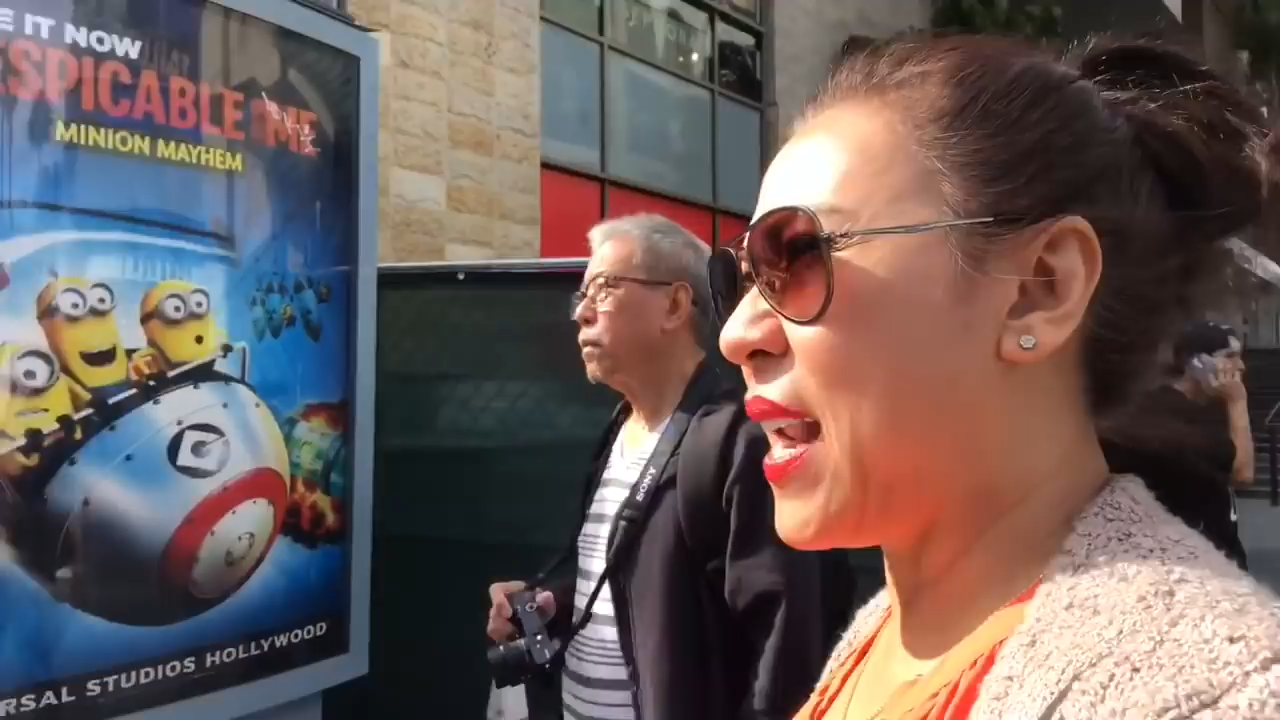 E IT NOW
ESPICABLE ME
MINION MAYHEM
RSAL STUDIOS HOLLYWOOD
SONY